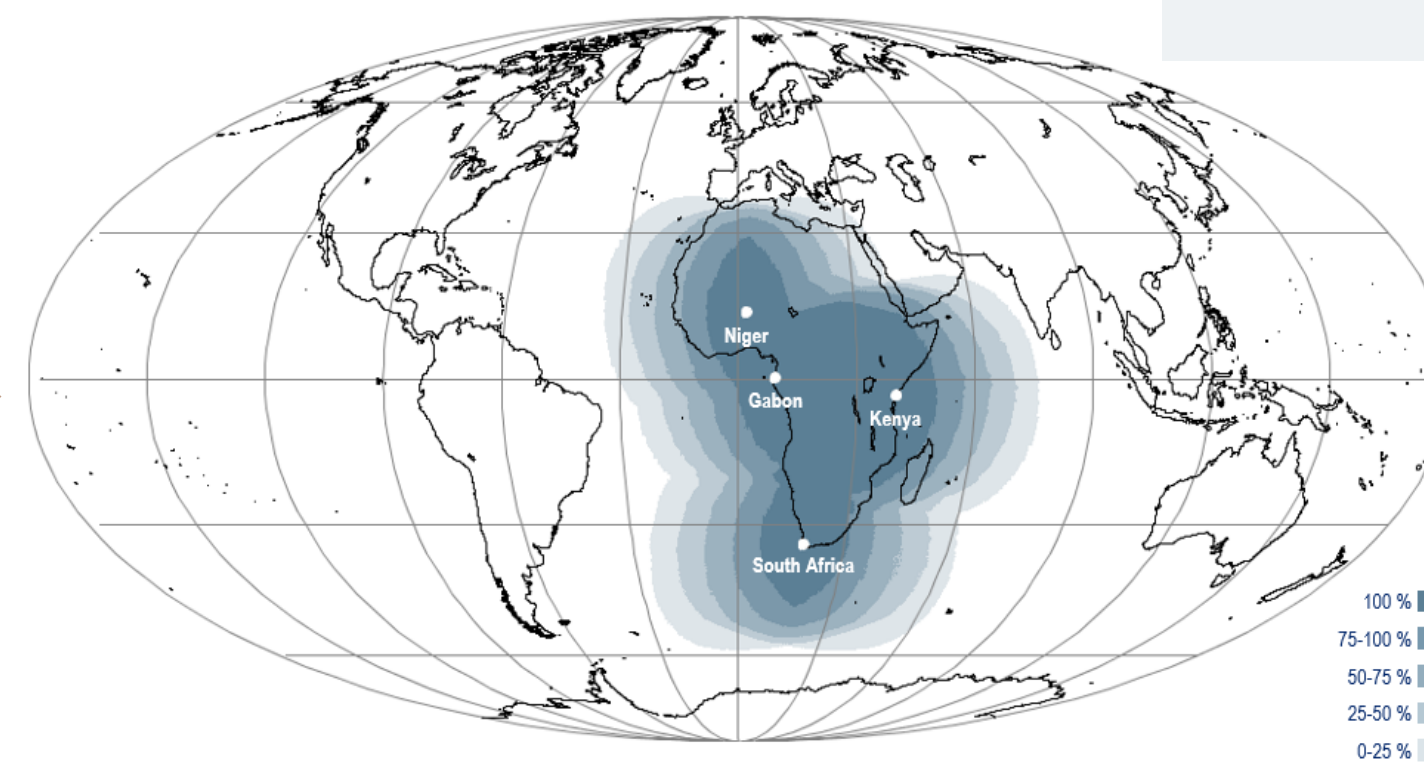 Niger
Gabon
Kenya
South Africa
100 %
75-100 %
50-75 %
25-50 %
0-25 %